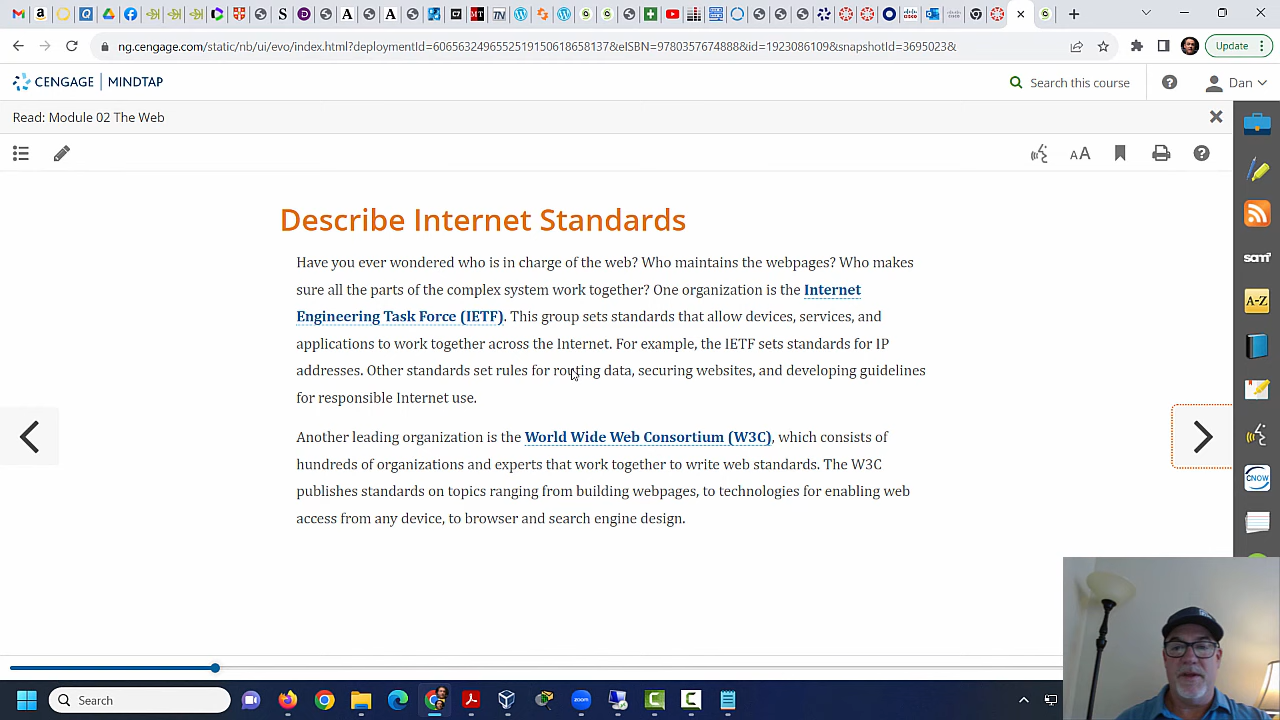 ng.cengage.com/static/nb/ui/evo/index.html?deploymentId=
Update
CENGAGE | MINDTAP
Search this course
Dan
Read: Module 02 The Web
AA
Describe Internet Standards
Have you ever wondered who is in charge of the web? Who maintains the webpages? Who makes
sure all the parts of the complex system work together? One organization is the Internet
Engineering Task Force (IETF). This group sets standards that allow devices, services, and
applications to work together across the Internet. For example, the IETF sets standards for IP
addresses. Other standards set rules for routing data, securing websites, and developing guidelines
for responsible Internet use.
Another leading organization is the World Wide Web Consortium (W3C), which consists of
hundreds of organizations and experts that work together to write web standards. The W3C
publishes standards on topics ranging from building webpages, to technologies for enabling web
access from any device, to browser and search engine design.
sam
A-Z
CNOW
Search
zoom